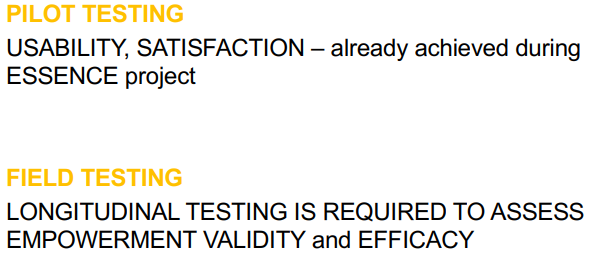 PILOT TESTING
USABILITY, SATISFACTION – already achieved during
ESSENCE project
FIELD TESTING
LONGITUDINAL TESTING IS REQUIRED TO ASSESS
EMPOWERMENT VALIDITY and EFFICACY